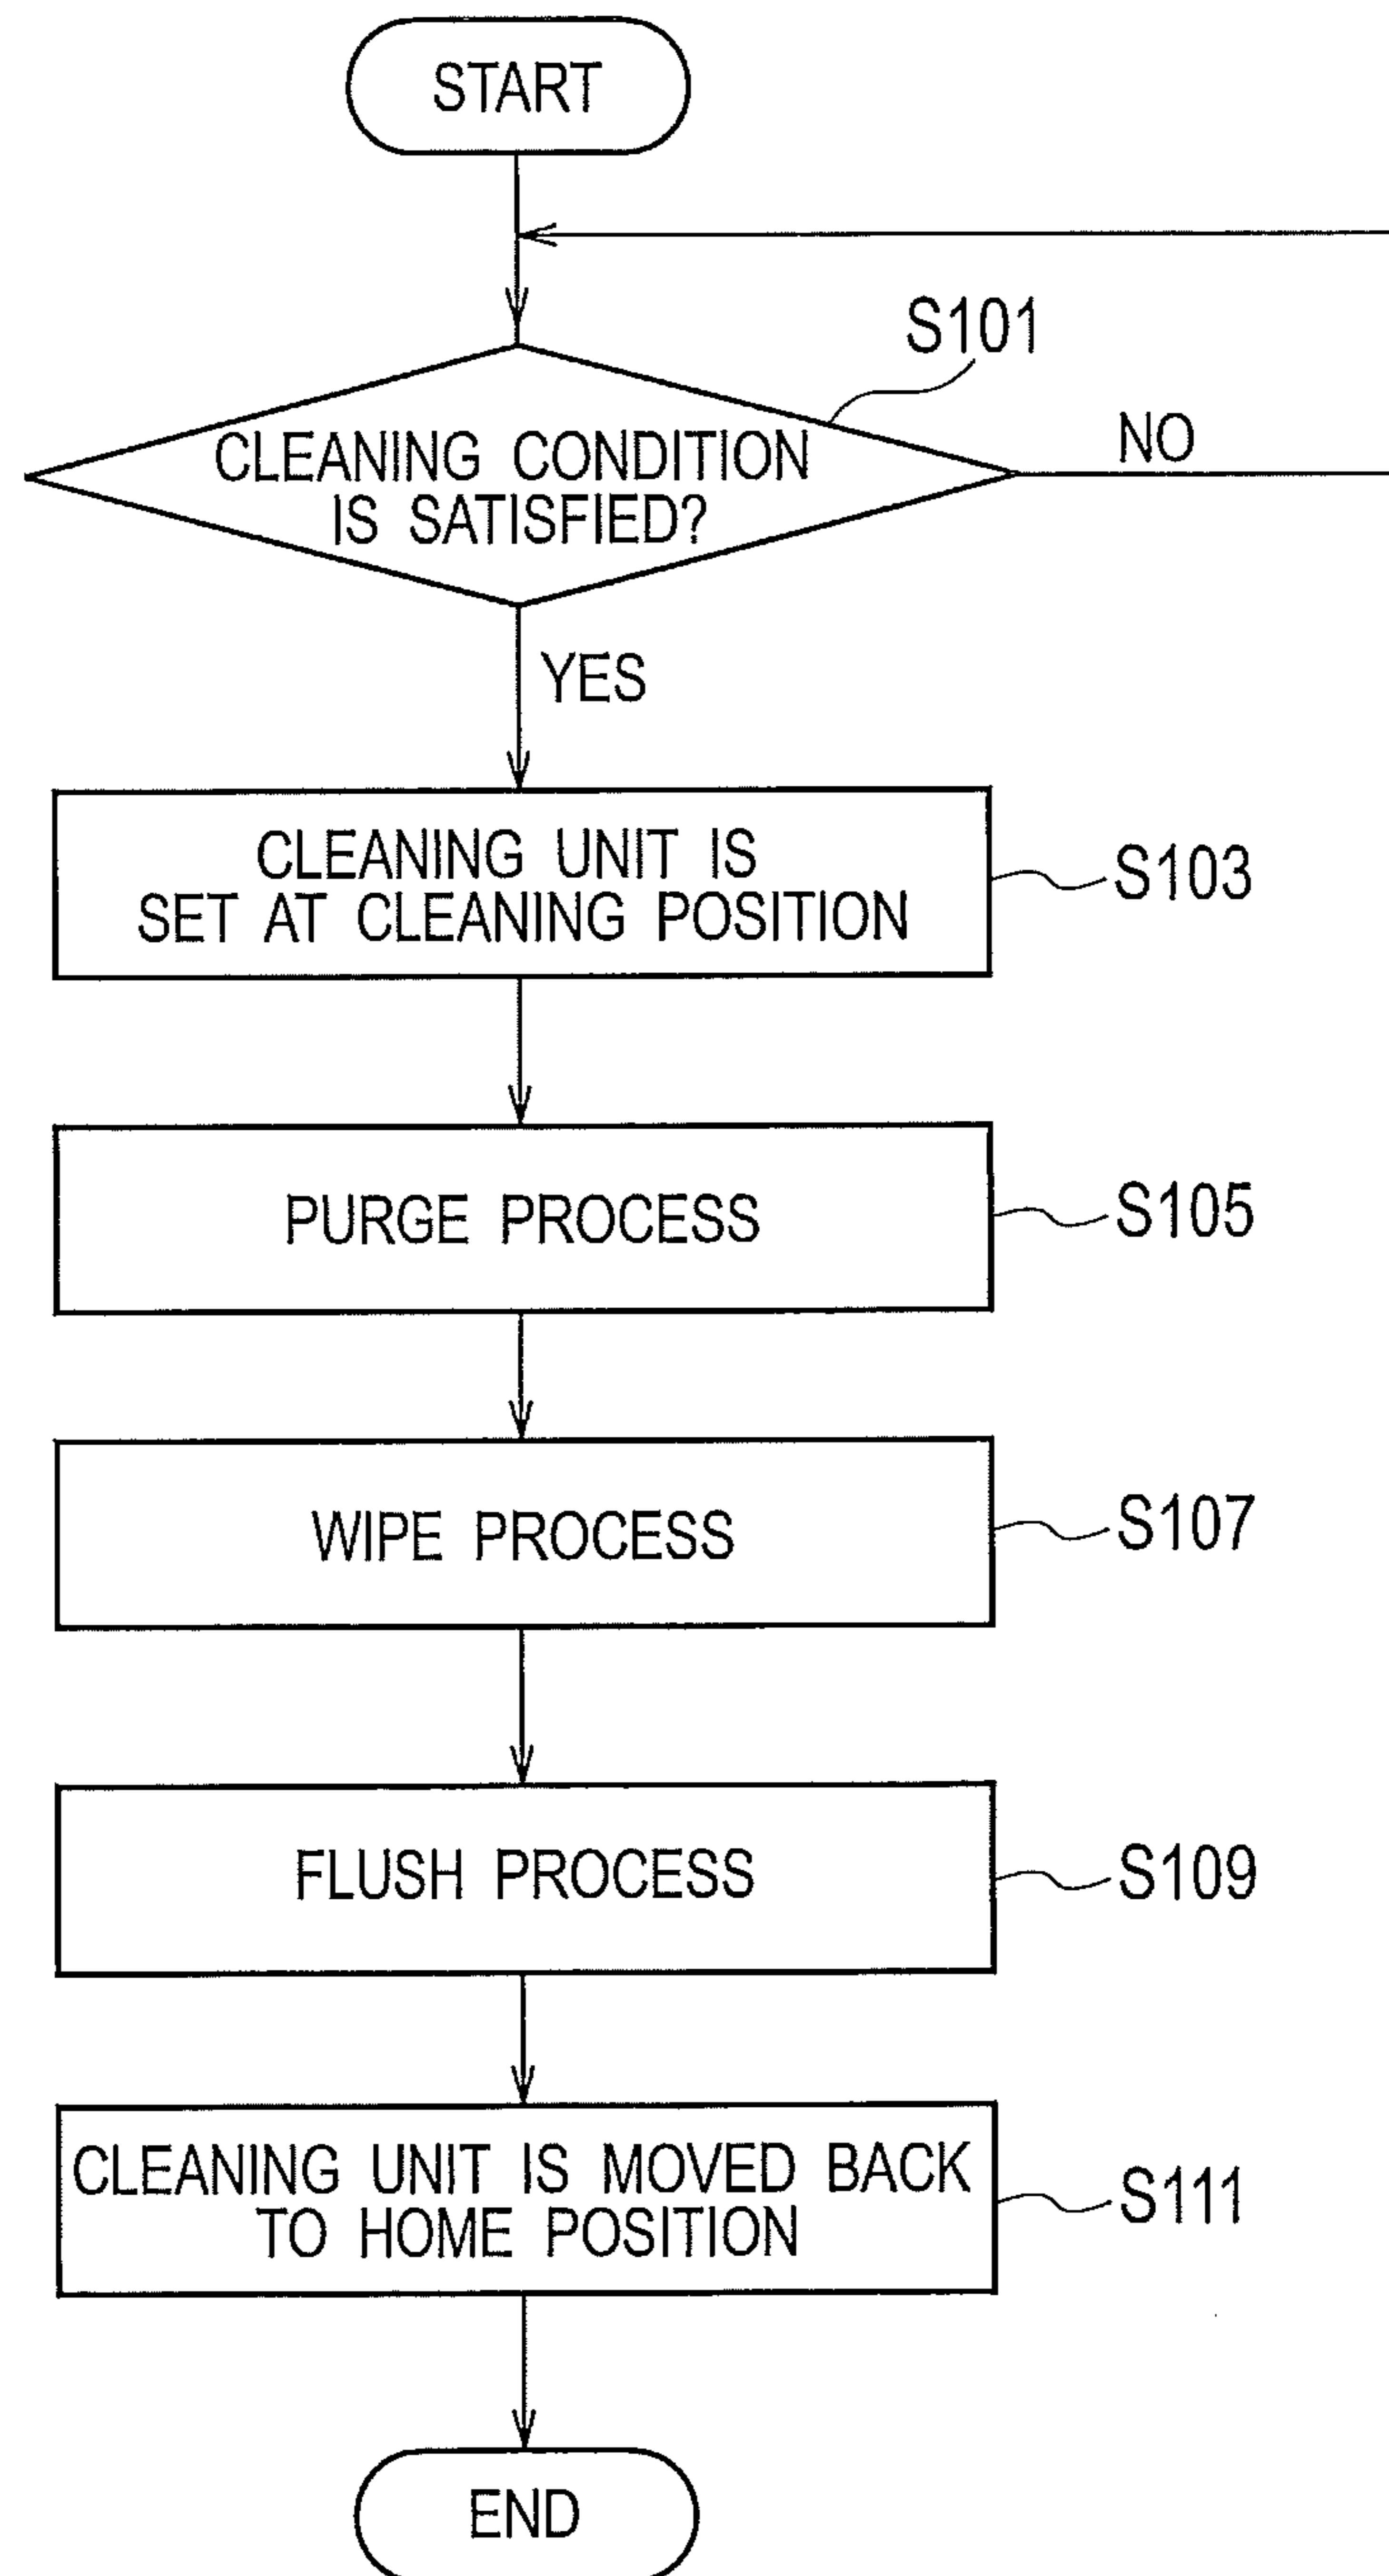 START
S101
CLEANING CONDITION
IS SATISFIED?
NO
YES
CLEANING UNIT IS
SET AT CLEANING POSITION
S103
PURGE PROCESS
S105
WIPE PROCESS
S107
FLUSH PROCESS
S109
CLEANING UNIT IS MOVED BACK
TO HOME POSITION
S111
END